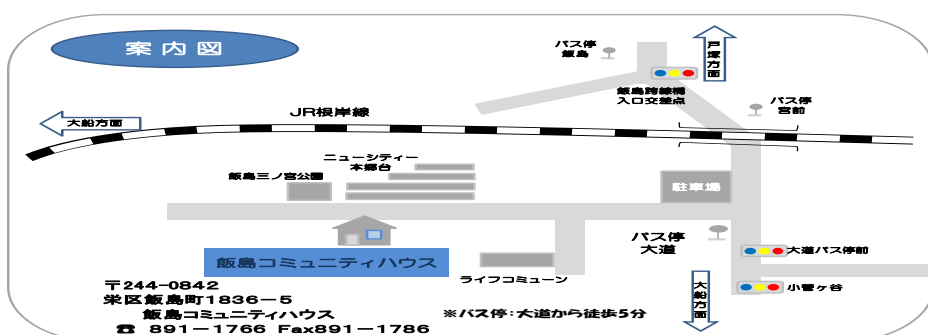 案内図
バス停
飯島
戸塚方面
飯島跨線橋
入口交差点
バス停
宮前
JR根岸線
大船方面
ニューシティー
本郷台
飯島三ノ宮公園
駐車場
バス停
大道
大道バス停前
飯島コミュニティハウス
ライフコミューン
小菅ヶ谷
大船方面
〒244-0842
栄区飯島町1836－5
飯島コミュニティハウス
☎ 891－1766 Fax891－1786
※バス停：大道から徒歩5分